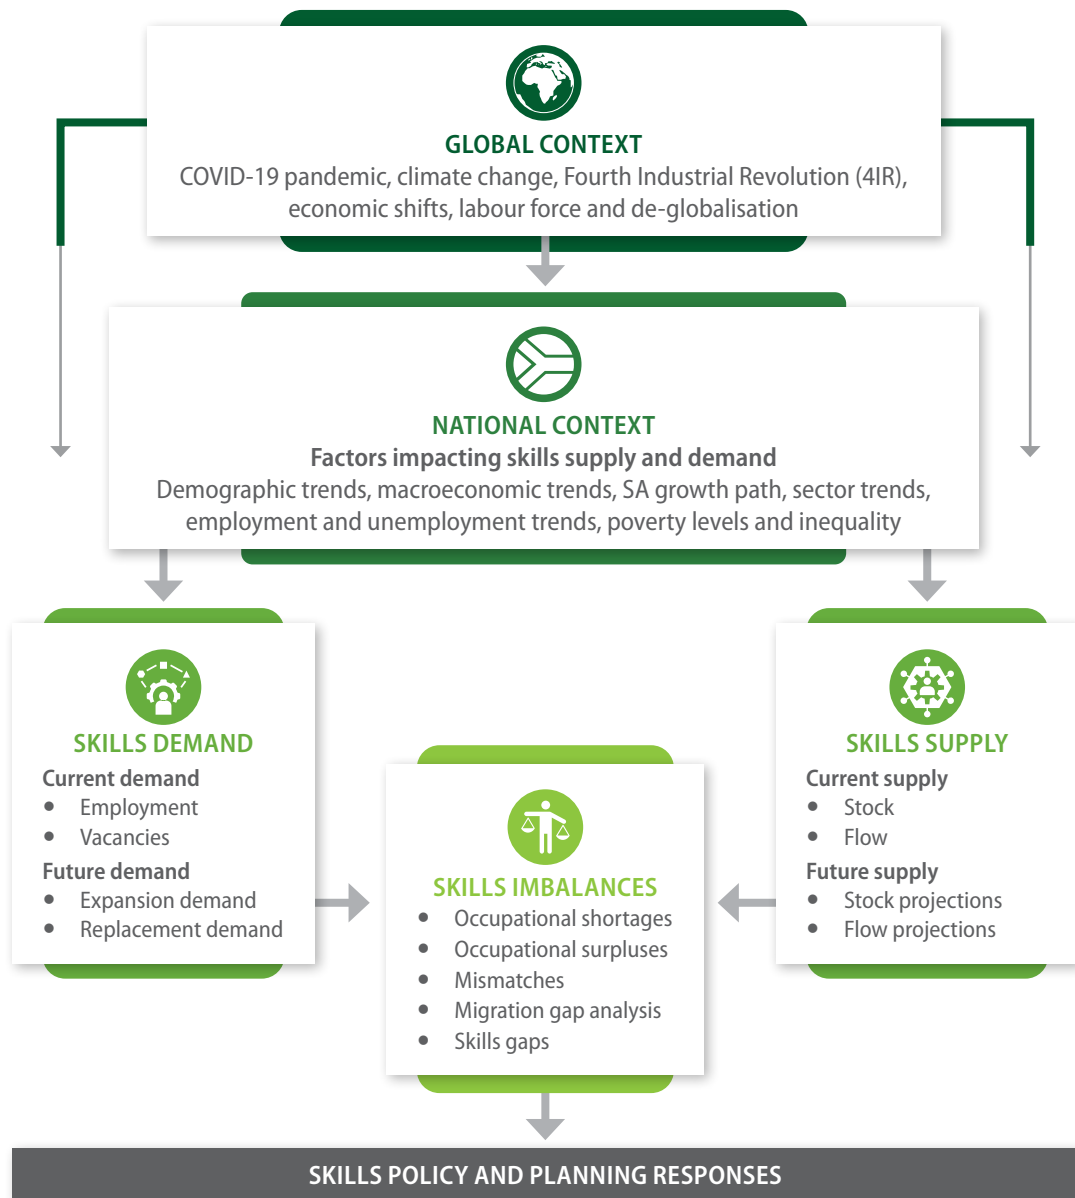 GLOBAL CONTEXT
COVID-19 pandemic, climate change, Fourth Industrial Revolution (4IR),
economic shifts, labour force and de-globalisation
NATIONAL CONTEXT
Factors impacting skills supply and demand
Demographic trends, macroeconomic trends, SA growth path, sector trends,
employment and unemployment trends, poverty levels and inequality
SKILLS DEMAND
Current demand
• Employment
• Vacancies
Future demand
• Expansion demand
• Replacement demand
SKILLS IMBALANCES
• Occupational shortages
• Occupational surpluses
• Mismatches
• Migration gap analysis
• Skills gaps
SKILLS SUPPLY
Current supply
• Stock
• Flow
Future supply
• Stock projections
• Flow projections
SKILLS POLICY AND PLANNING RESPONSES